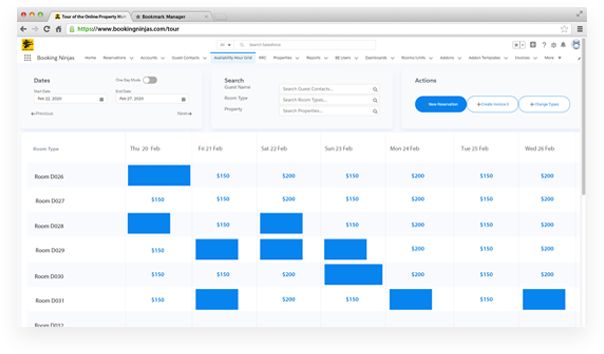 Tour of the Online Property Man
Bookmark Manager
https://www.bookingninjas.com/tour
All
Search Salesforce
Booking Ninjas Home Reservations Accounts Guest Contacts Availability Hour Grid Properties Reports BE Users Dashboards Rooms/Units Addons Addon Templates Invoices More
Dates One Day Mode Search Actions
Start Date End Date
Feb 22, 2020 Feb 27, 2020
Previous Next
Guest Name Search Guest Contacts...
Room Type Search Room Types...
Property Search Properties...
New Reservation Create Invoice Change Types
Room Type Thu 20 Feb Fri 21 Feb Sat 22 Feb Sun 23 Feb Mon 24 Feb Tue 25 Feb Wed 26 Feb
Room D026 $150 $200 $150 $200 $150 $200
Room D027 $150 $150 $200 $150 $200 $150 $200
Room D028 $150 $150 $200 $150 $200
Room D029 $150 $200 $150 $200
Room D030 $150 $150 $200 $200 $150 $200
Room D031 $150 $200 $150 $150
Room D032